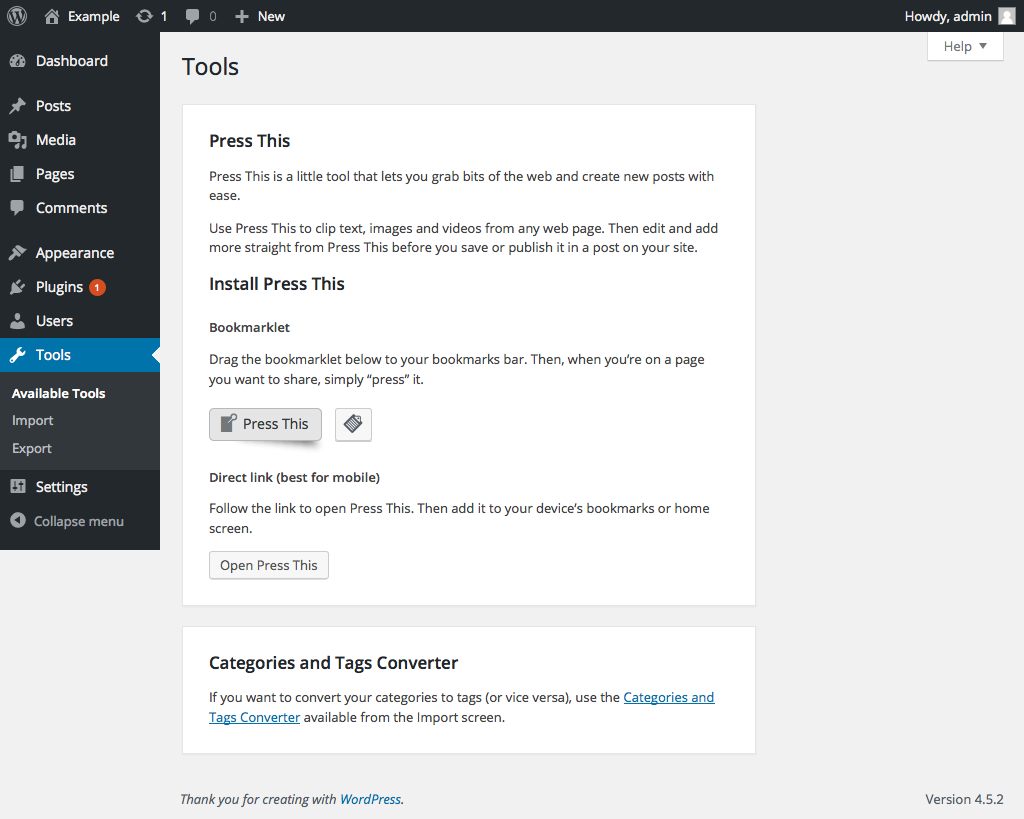 Example 1 0 New Howdy, admin
Help
Dashboard
Posts
Media
Pages
Comments
Appearance
Plugins 1
Users
Tools
Available Tools
Import
Export
Settings
Collapse menu
Tools
Press This
Press This is a little tool that lets you grab bits of the web and create new posts with
ease.
Use Press This to clip text, images and videos from any web page. Then edit and add
more straight from Press This before you save or publish it in a post on your site.
Install Press This
Bookmarklet
Drag the bookmarklet below to your bookmarks bar. Then, when you’re on a page
you want to share, simply “press” it.
Press This
Direct link (best for mobile)
Follow the link to open Press This. Then add it to your device’s bookmarks or home
screen.
Open Press This
Categories and Tags Converter
If you want to convert your categories to tags (or vice versa), use the Categories and
Tags Converter available from the Import screen.
Thank you for creating with WordPress.
Version 4.5.2